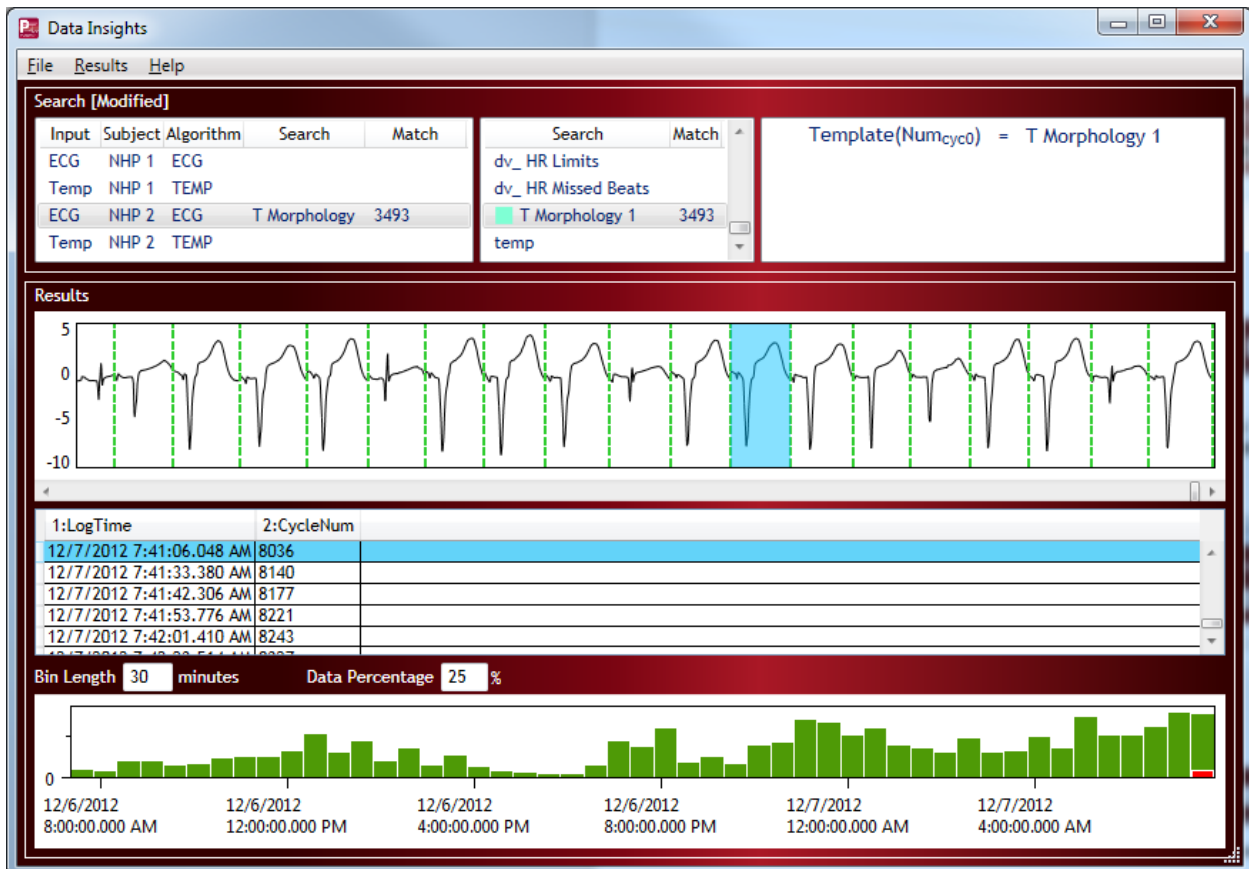 Data Insights
File Results Help
Search [Modified]
Input Subject Algorithm Search Match
ECG NHP 1 ECG
Temp NHP 1 TEMP
ECG NHP 2 ECG T Morphology 3493
Temp NHP 2 TEMP
Search Match
dv_ HR Limits
dv_ HR Missed Beats
T Morphology 1 3493
temp
Template(Numcyc0) = T Morphology 1
Results
5
0
-5
-10
1:LogTime 2:CycleNum
12/7/2012 7:41:06.048 AM 8036
12/7/2012 7:41:33.380 AM 8140
12/7/2012 7:41:42.306 AM 8177
12/7/2012 7:41:53.776 AM 8221
12/7/2012 7:42:01.410 AM 8243
Bin Length 30 minutes Data Percentage 25 %
0
12/6/2012 12/6/2012 12/6/2012 12/6/2012 12/7/2012 12/7/2012
8:00:00.000 AM 12:00:00.000 PM 4:00:00.000 PM 8:00:00.000 PM 12:00:00.000 AM 4:00:00.000 AM